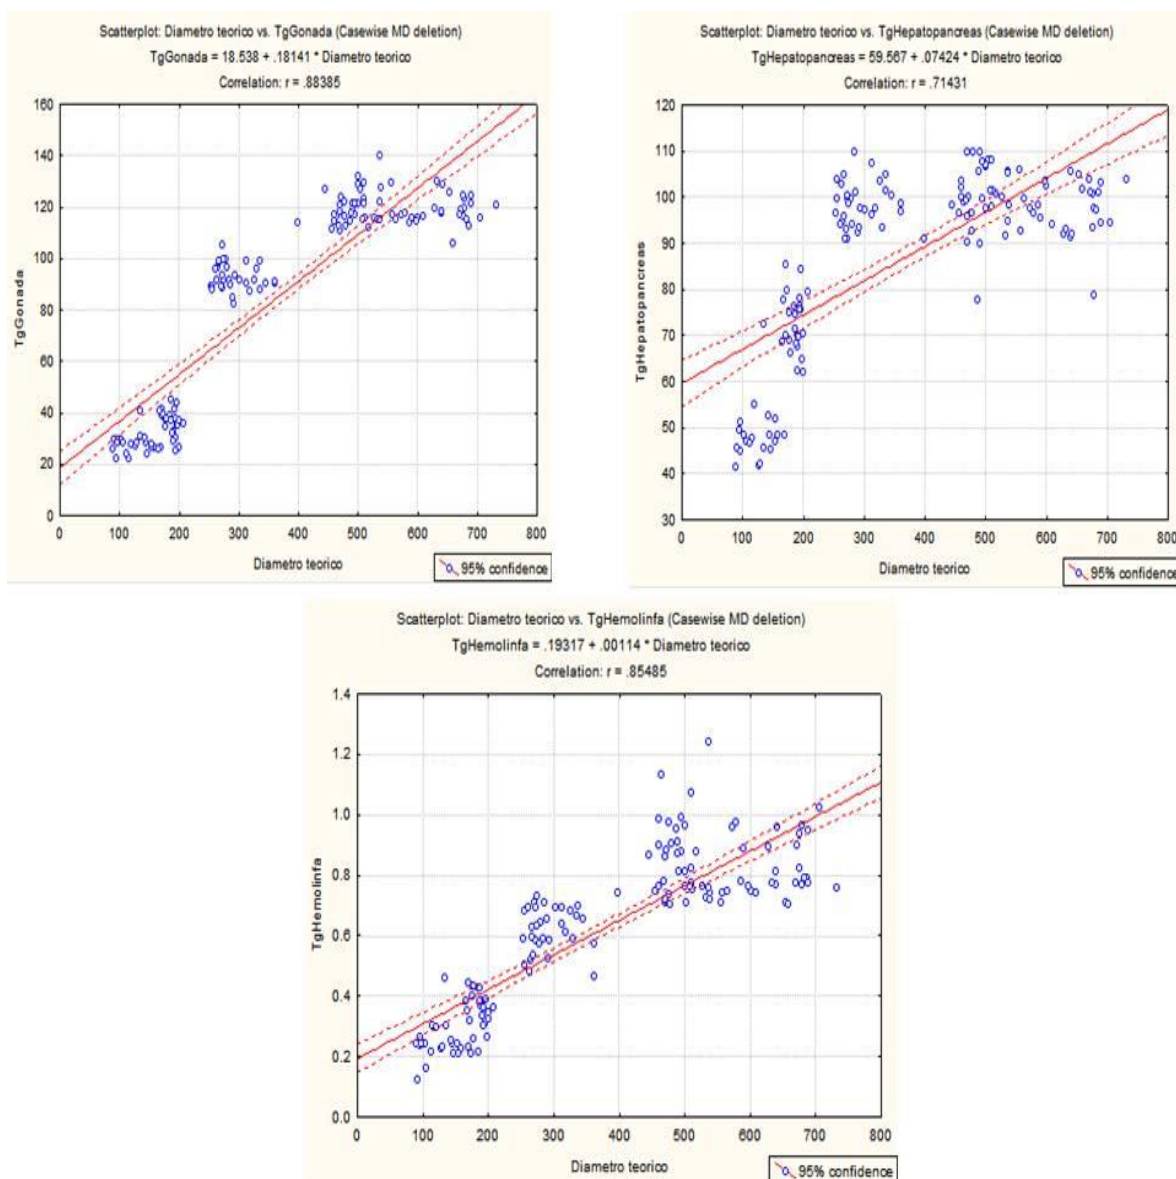 Scatterplot: Diametro teorico vs. TgGonada (Casewise MD deletion)
TgGonada = 18.538 + .18141 * Diametro teorico
Correlation: r = .88385
160
140
120
100
80
60
40
20
0
TgGonada
0 100 200 300 400 500 600 700 800
Diametro teorico
95% confidence
Scatterplot: Diametro teorico vs. TgHepatopancreas (Casewise MD deletion)
TgHepatopancreas = 59.567 + .07424 * Diametro teorico
Correlation: r = .71431
120
110
100
90
80
70
60
50
40
30
TgHepatopancreas
0 100 200 300 400 500 600 700 800
Diametro teorico
95% confidence
Scatterplot: Diametro teorico vs. TgHemolinfa (Casewise MD deletion)
TgHemolinfa = .19317 + .00114 * Diametro teorico
Correlation: r = .85485
1.4
1.2
1.0
0.8
0.6
0.4
0.2
0.0
TgHemolinfa
0 100 200 300 400 500 600 700 800
Diametro teorico
95% confidence